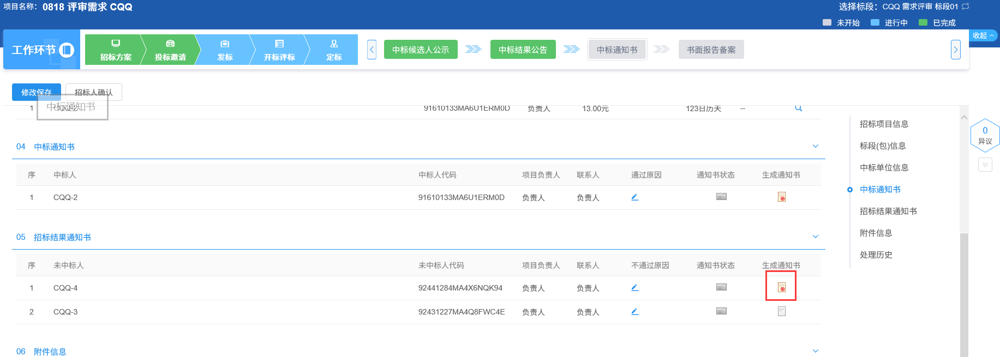 项目名称: 0818 评审需求 CQQ
选择标段: CQQ 需求评审 标段01
未开始 进行中 已完成
收起
工作环节
招标方案 投标邀请 发标 开标评标 定标
中标候选人公示 中标结果公告 中标通知书 书面报告备案
修改保存 招标人确认
中标通知书
1 91610133MA6U1ERM0D 负责人 13.00元 123日历天 --
04 中标通知书
序 中标人 中标人代码 项目负责人 联系人 通过原因 通知书状态 生成通知书
1 CQQ-2 91610133MA6U1ERM0D 负责人 负责人
05 招标结果通知书
序 未中标人 未中标人代码 项目负责人 联系人 不通过原因 通知书状态 生成通知书
1 CQQ-4 92441284MA4X6NQK94 负责人 负责人
2 CQQ-3 92431227MA4Q8FWC4E 负责人 负责人
06 附件信息
招标项目信息
标段(包)信息
中标单位信息
中标通知书
招标结果通知书
附件信息
处理历史
0
异议